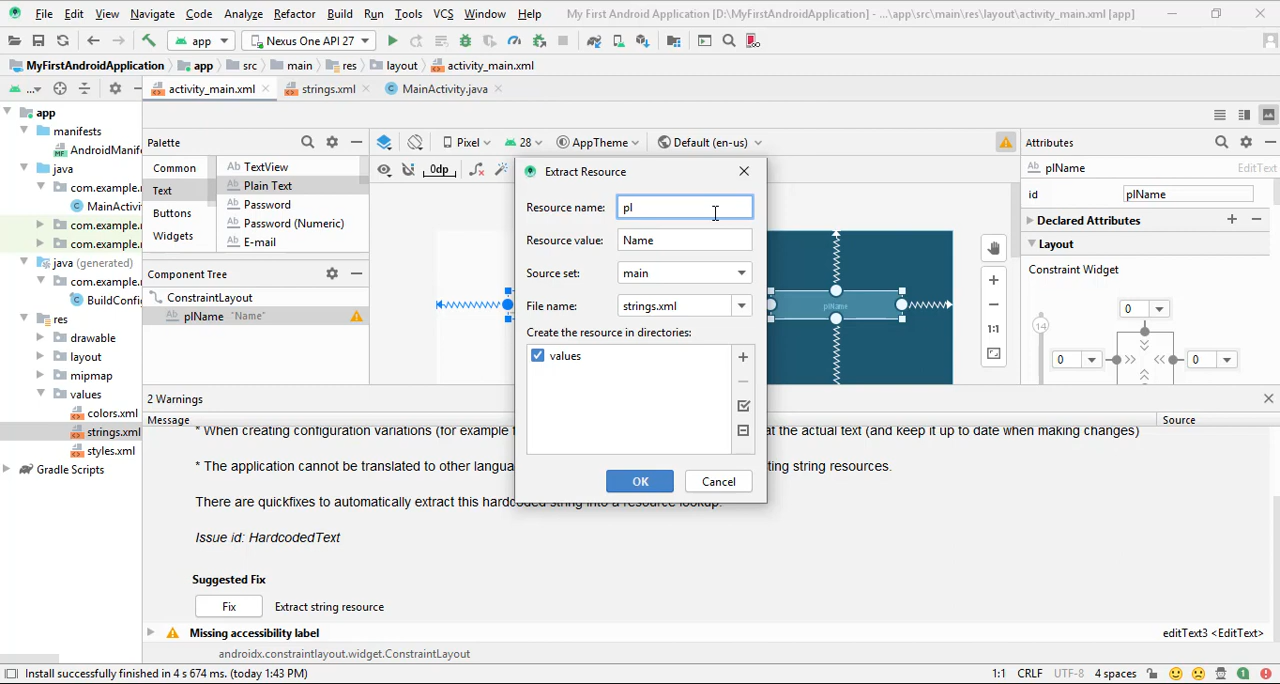 File Edit View Navigate Code Analyze Refactor Build Run Tools VCS Window Help My First Android Application [D:\MyFirstAndroidApplication] - ...\app\src\main\res\layout\activity_main.xml [app]
app Nexus One API 27
MyFirstAndroidApplication app src main res layout activity_main.xml
... activity_main.xml strings.xml MainActivity.java
app
manifests
AndroidManif
java
com.example.
MainActivi
com.example.
com.example.
java (generated)
com.example.
BuildConfi
res
drawable
layout
mipmap
values
colors.xml
strings.xml
styles.xml
Gradle Scripts
Palette
Common
Text
Buttons
Widgets
Ab TextView
Ab Plain Text
Ab Password
Ab Password (Numeric)
Ab E-mail
Component Tree
ConstraintLayout
Ab plName "Name"
Pixel 28 AppTheme Default (en-us)
0dp
plName
1:1
Extract Resource
Resource name: pl
Resource value: Name
Source set: main
File name: strings.xml
Create the resource in directories:
values
OK Cancel
Attributes
Ab plName EditText
id plName
Declared Attributes
Layout
Constraint Widget
0
14
0 0
2 Warnings
Message Source
* When creating configuration variations (for example f at the actual text (and keep it up to date when making changes)
* The application cannot be translated to other langua ting string resources.
There are quickfixes to automatically extract this hardcoded string into a resource lookup.
Issue id: HardcodedText
Suggested Fix
Fix Extract string resource
Missing accessibility label editText3 <EditText>
androidx.constraintlayout.widget.ConstraintLayout
Install successfully finished in 4 s 674 ms. (today 1:43 PM) 1:1 CRLF UTF-8 4 spaces